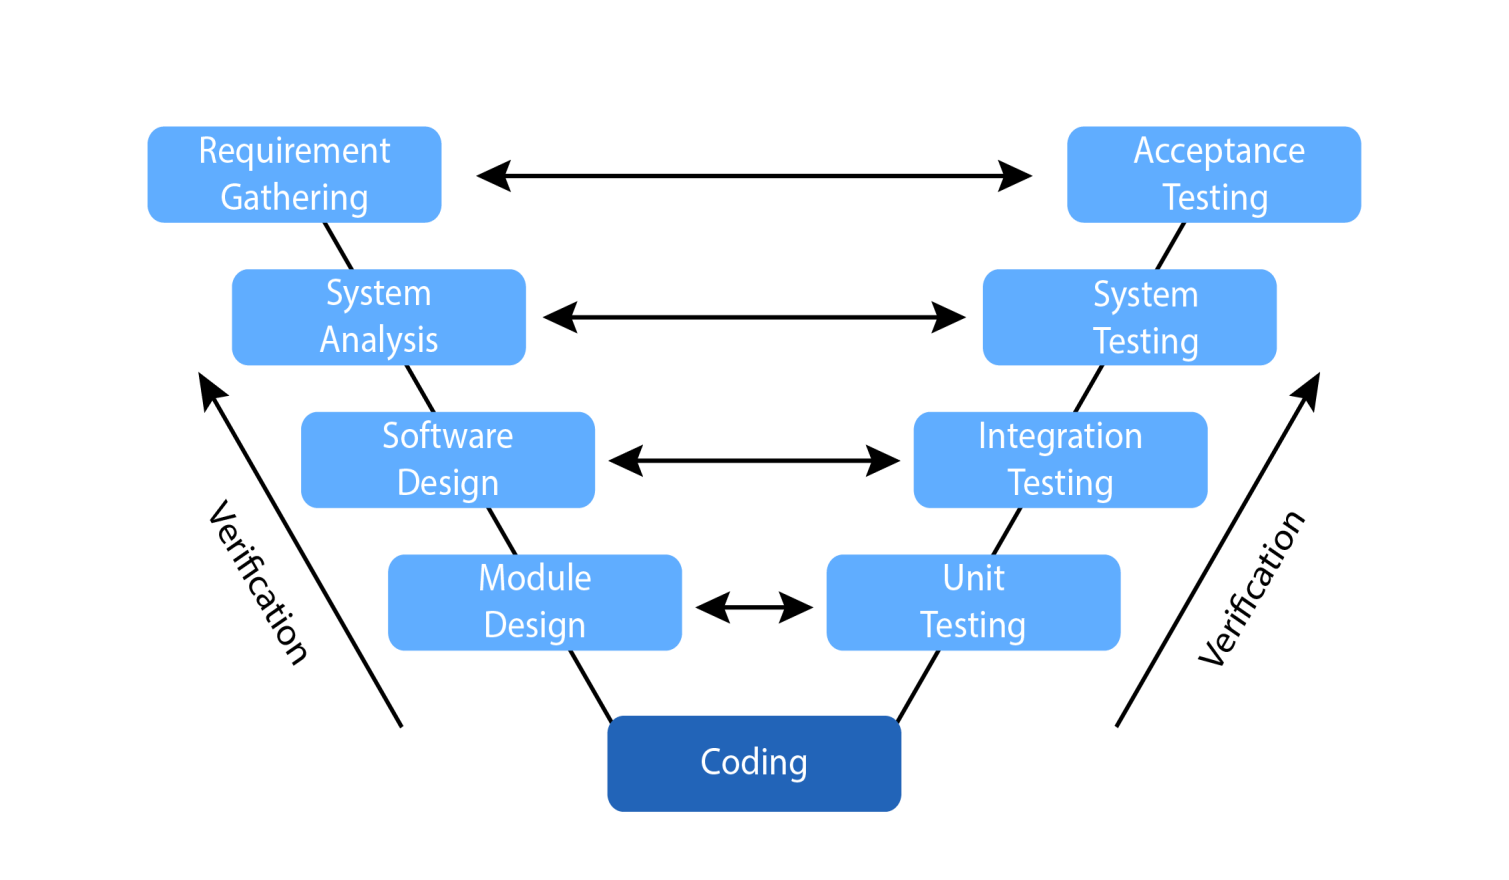 Requirement
Gathering
Acceptance
Testing
System
Analysis
System
Testing
Software
Design
Integration
Testing
Module
Design
Unit
Testing
Verification
Verification
Coding